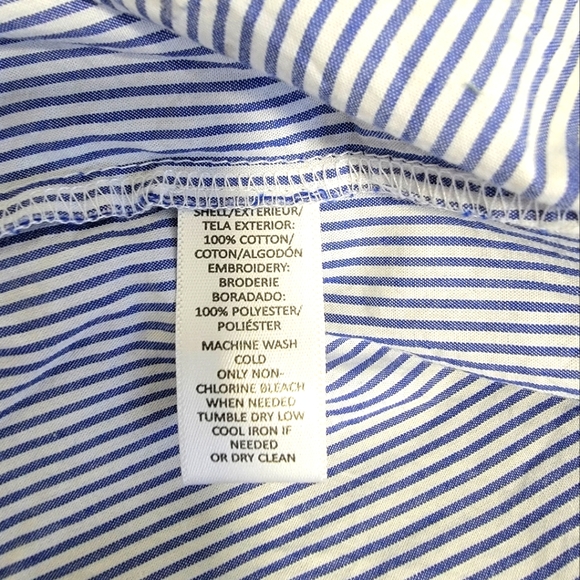 SHELL/EXTERIEUR/
TELA EXTERIOR:
100% COTTON/
COTON/ALGODÓN
EMBROIDERY:
BRODERIE
BORADADO:
100% POLYESTER/
POLIÉSTER
MACHINE WASH
COLD
ONLY NON-
CHLORINE BLEACH
WHEN NEEDED
TUMBLE DRY LOW
COOL IRON IF
NEEDED
OR DRY CLEAN